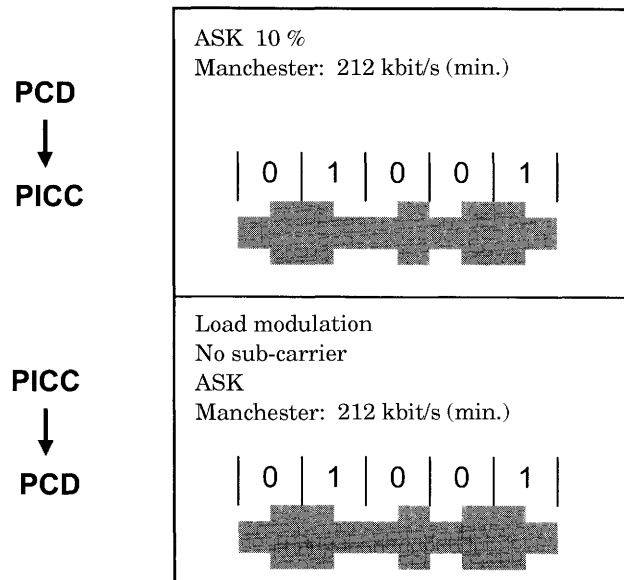 PCD
PICC
ASK 10 %
Manchester: 212 kbit/s (min.)
0 1 0 0 1
PICC
PCD
Load modulation
No sub-carrier
ASK
Manchester: 212 kbit/s (min.)
0 1 0 0 1